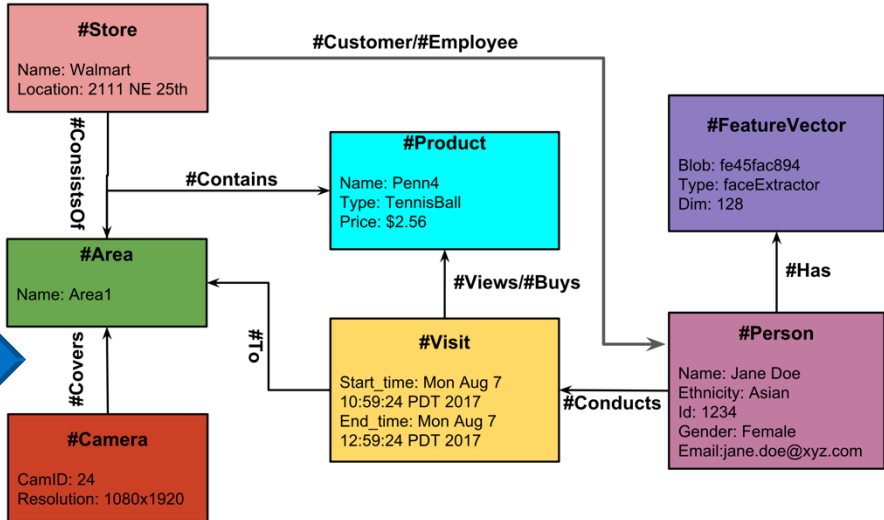 #Store
Name: Walmart
Location: 2111 NE 25th
#Customer/#Employee
#ConsistsOf
#Contains
#Product
Name: Penn4
Type: TennisBall
Price: $2.56
#FeatureVector
Blob: fe45fac894
Type: faceExtractor
Dim: 128
#Area
Name: Area1
#Views/#Buys
#Has
#To
#Covers
#Visit
Start_time: Mon Aug 7
10:59:24 PDT 2017
End_time: Mon Aug 7
12:59:24 PDT 2017
#Conducts
#Person
Name: Jane Doe
Ethnicity: Asian
Id: 1234
Gender: Female
Email:jane.doe@xyz.com
#Camera
CamID: 24
Resolution: 1080x1920